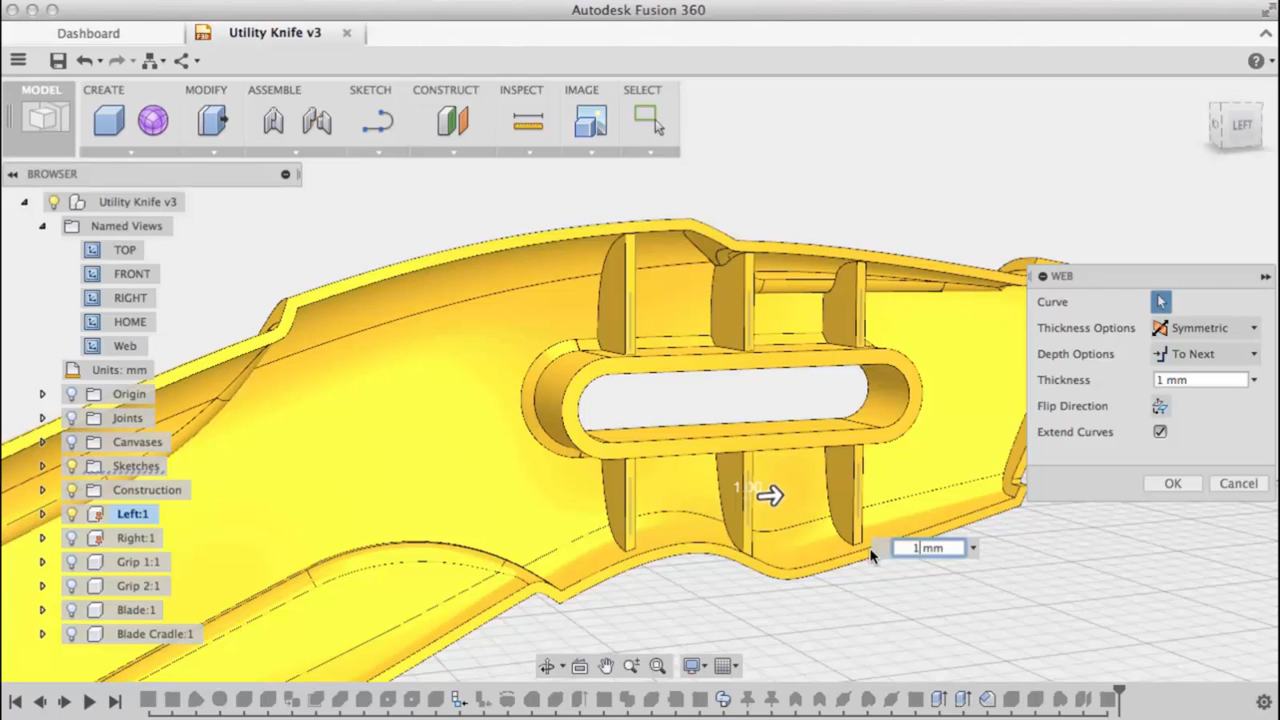 Autodesk Fusion 360
Dashboard
Utility Knife v3
MODEL
CREATE
MODIFY
ASSEMBLE
SKETCH
CONSTRUCT
INSPECT
IMAGE
SELECT
LEFT
BROWSER
Utility Knife v3
Named Views
TOP
FRONT
RIGHT
HOME
Web
Units: mm
Origin
Joints
Canvases
Sketches
Construction
Left:1
Right:1
Grip 1:1
Grip 2:1
Blade:1
Blade Cradle:1
WEB
Curve
Thickness Options Symmetric
Depth Options To Next
Thickness 1 mm
Flip Direction
Extend Curves
OK Cancel
1.00
1 mm